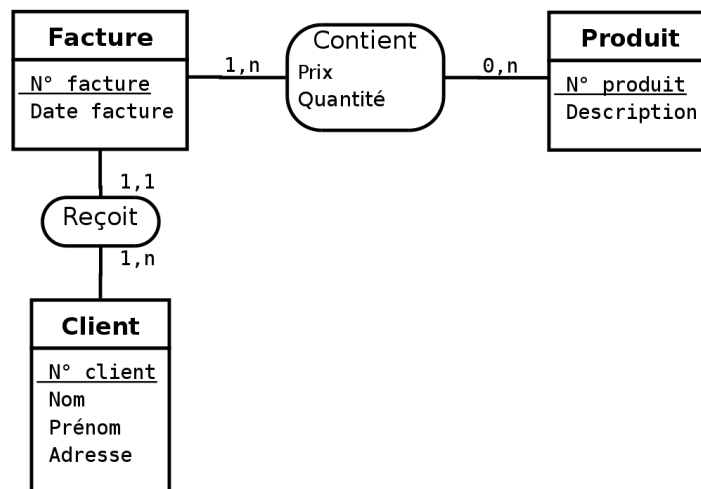 Facture
N° facture
Date facture
1,n
Contient
Prix
Quantité
0,n
Produit
N° produit
Description
1,1
Reçoit
1,n
Client
N° client
Nom
Prénom
Adresse